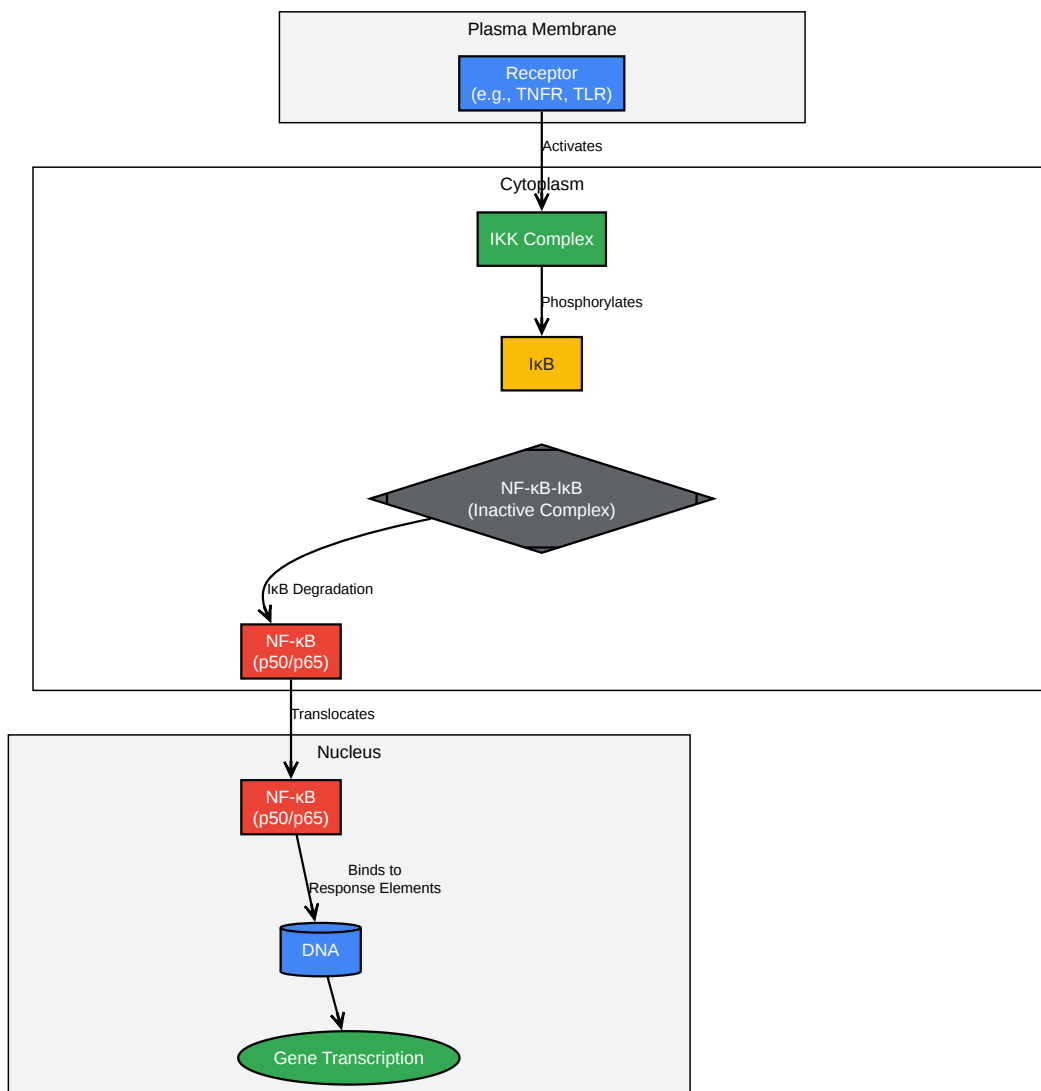 Plasma Membrane
Receptor
(e.g., TNFR, TLR)
Activates
Cytoplasm
IKK Complex
Phosphorylates
IκB
NF-κB-IκB
(Inactive Complex)
IκB Degradation
NF-κB
(p50/p65)
Translocates
Nucleus
NF-κB
(p50/p65)
Binds to
Response Elements
DNA
Gene Transcription